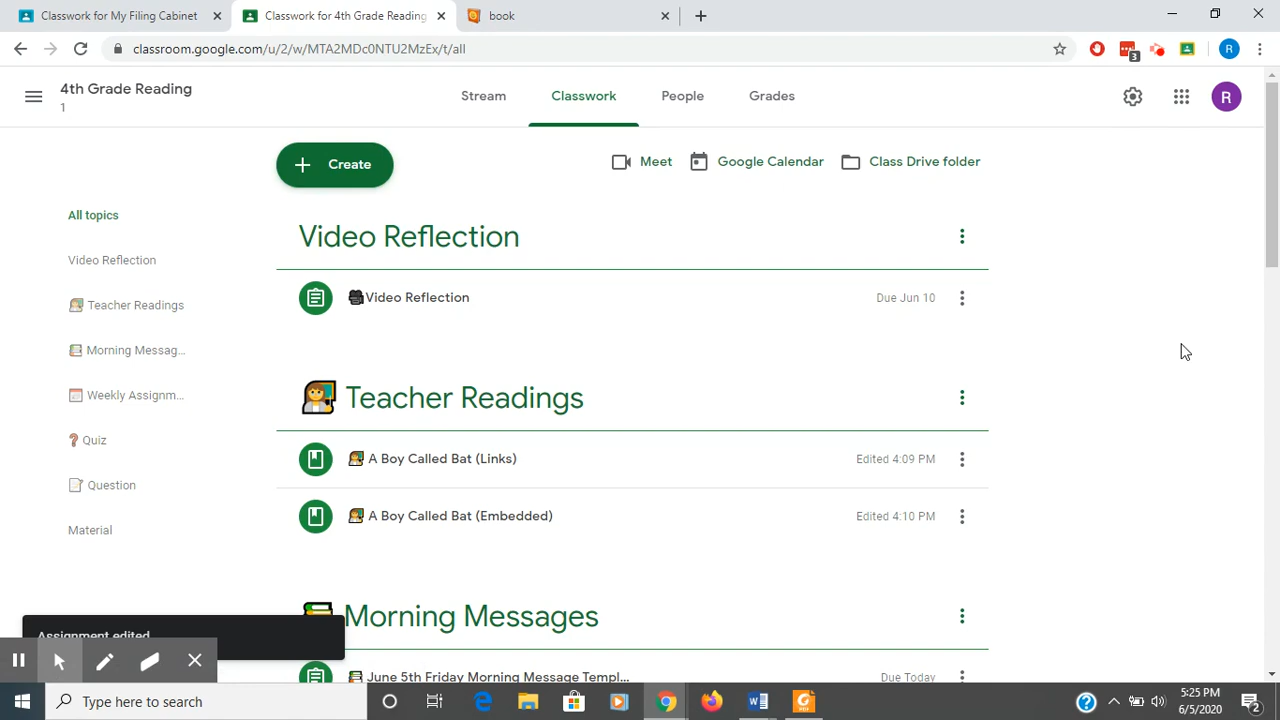 Classwork for My Filing Cabinet
Classwork for 4th Grade Reading
book
classroom.google.com/u/2/w/MTA2MDc0NTU2MzEx/t/all
3
R
4th Grade Reading
1
Stream
Classwork
People
Grades
R
Create
Meet
Google Calendar
Class Drive folder
All topics
Video Reflection
Teacher Readings
Morning Messag...
Weekly Assignm...
Quiz
Question
Material
Video Reflection
Video Reflection
Due Jun 10
Teacher Readings
A Boy Called Bat (Links)
Edited 4:09 PM
A Boy Called Bat (Embedded)
Edited 4:10 PM
Morning Messages
June 5th Friday Morning Message Templ...
Due Today
Assignment edited
Type here to search
5:25 PM
6/5/2020
2